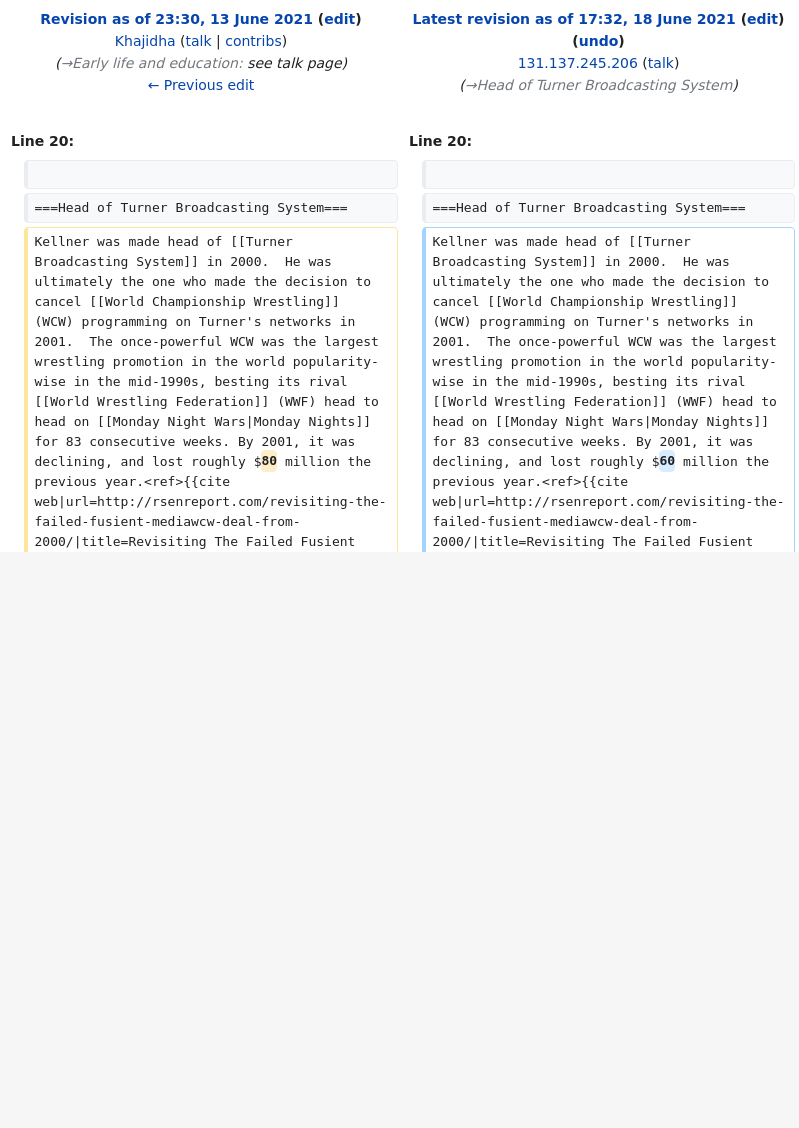 Revision as of 23:30, 13 June 2021 (edit)
Khajidha (talk | contribs)
(→Early life and education: see talk page)
← Previous edit
Latest revision as of 17:32, 18 June 2021 (edit)
(undo)
131.137.245.206 (talk)
(→Head of Turner Broadcasting System)
Line 20:
Line 20:
===Head of Turner Broadcasting System===
===Head of Turner Broadcasting System===
Kellner was made head of [[Turner
Broadcasting System]] in 2000.  He was
ultimately the one who made the decision to
cancel [[World Championship Wrestling]]
(WCW) programming on Turner's networks in
2001.  The once-powerful WCW was the largest
wrestling promotion in the world popularity-
wise in the mid-1990s, besting its rival
[[World Wrestling Federation]] (WWF) head to
head on [[Monday Night Wars|Monday Nights]]
for 83 consecutive weeks. By 2001, it was
declining, and lost roughly $80 million the
previous year.<ref>{{cite
web|url=http://rsenreport.com/revisiting-the-
failed-fusient-mediawcw-deal-from-
2000/|title=Revisiting The Failed Fusient
Kellner was made head of [[Turner
Broadcasting System]] in 2000.  He was
ultimately the one who made the decision to
cancel [[World Championship Wrestling]]
(WCW) programming on Turner's networks in
2001.  The once-powerful WCW was the largest
wrestling promotion in the world popularity-
wise in the mid-1990s, besting its rival
[[World Wrestling Federation]] (WWF) head to
head on [[Monday Night Wars|Monday Nights]]
for 83 consecutive weeks. By 2001, it was
declining, and lost roughly $60 million the
previous year.<ref>{{cite
web|url=http://rsenreport.com/revisiting-the-
failed-fusient-mediawcw-deal-from-
2000/|title=Revisiting The Failed Fusient